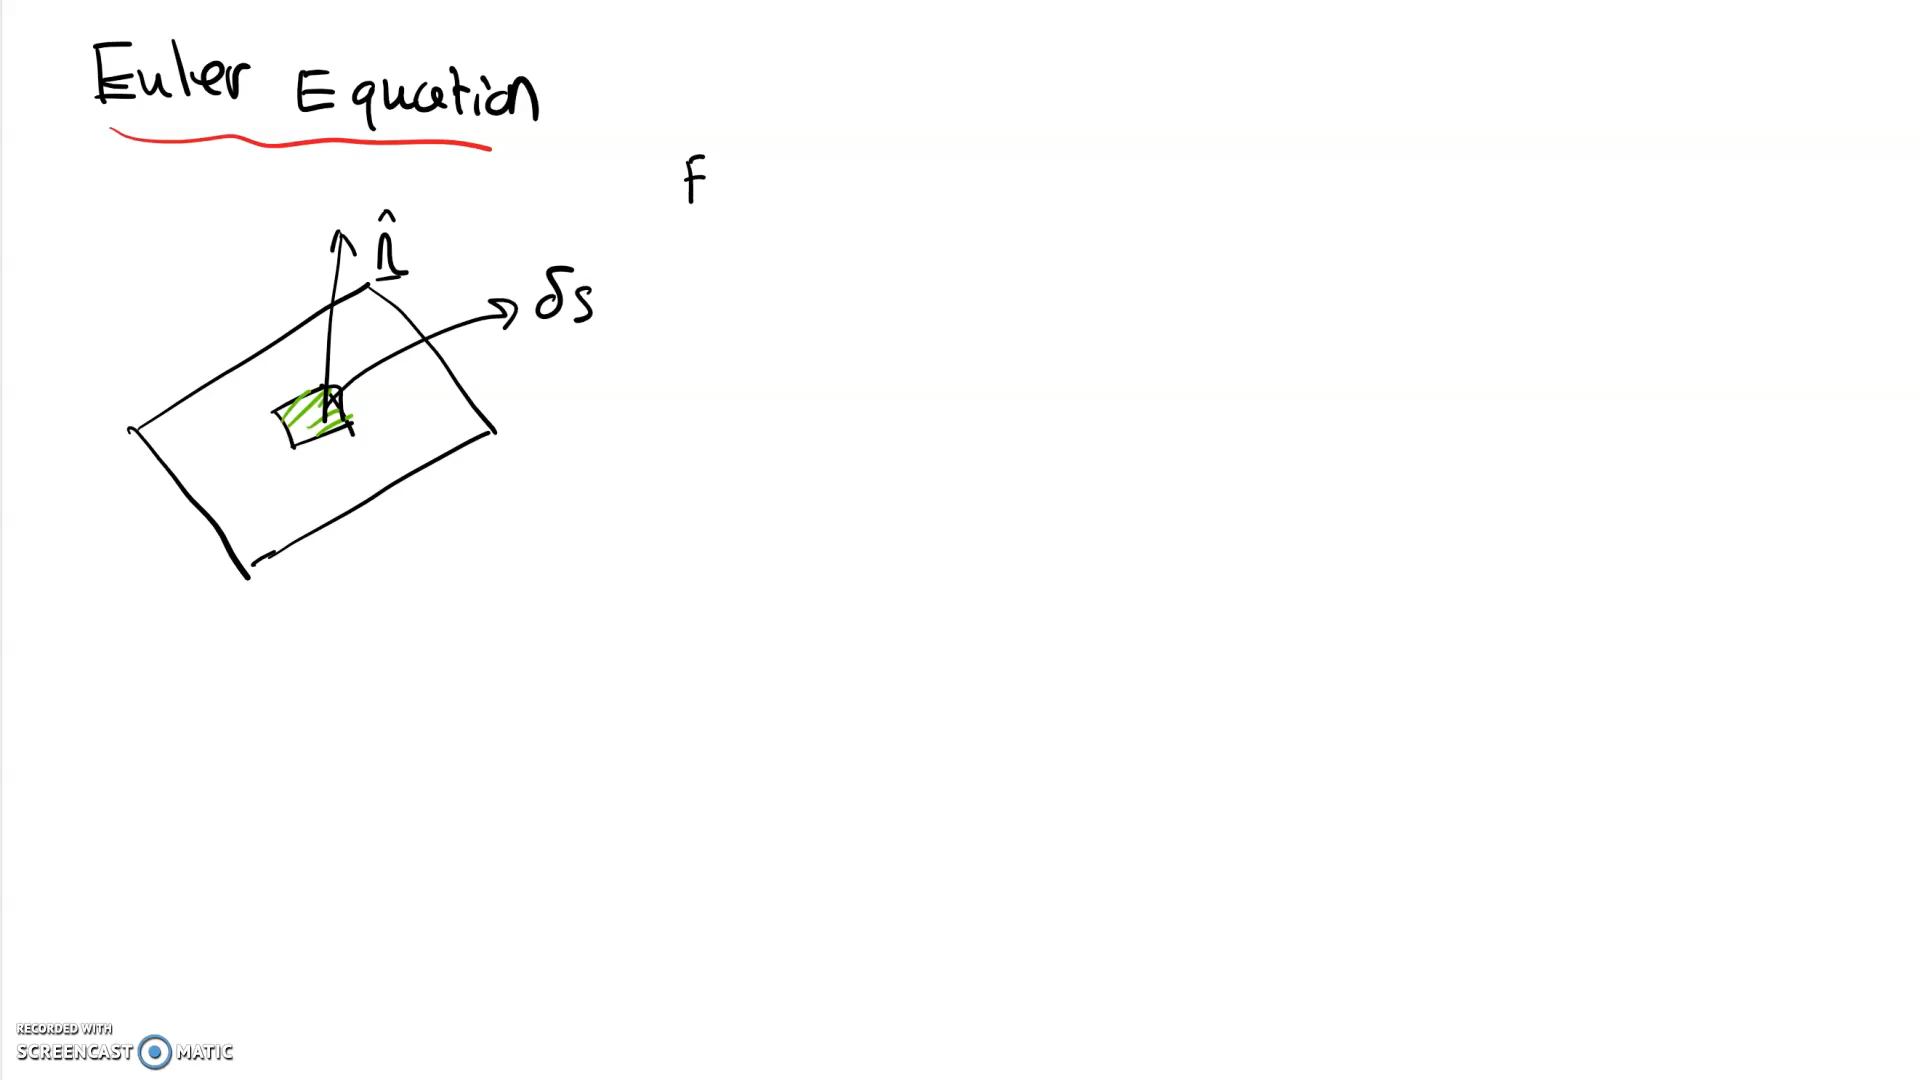 Euler Equation
F
n̂
δs
RECORDED WITH
SCREENCAST MATIC